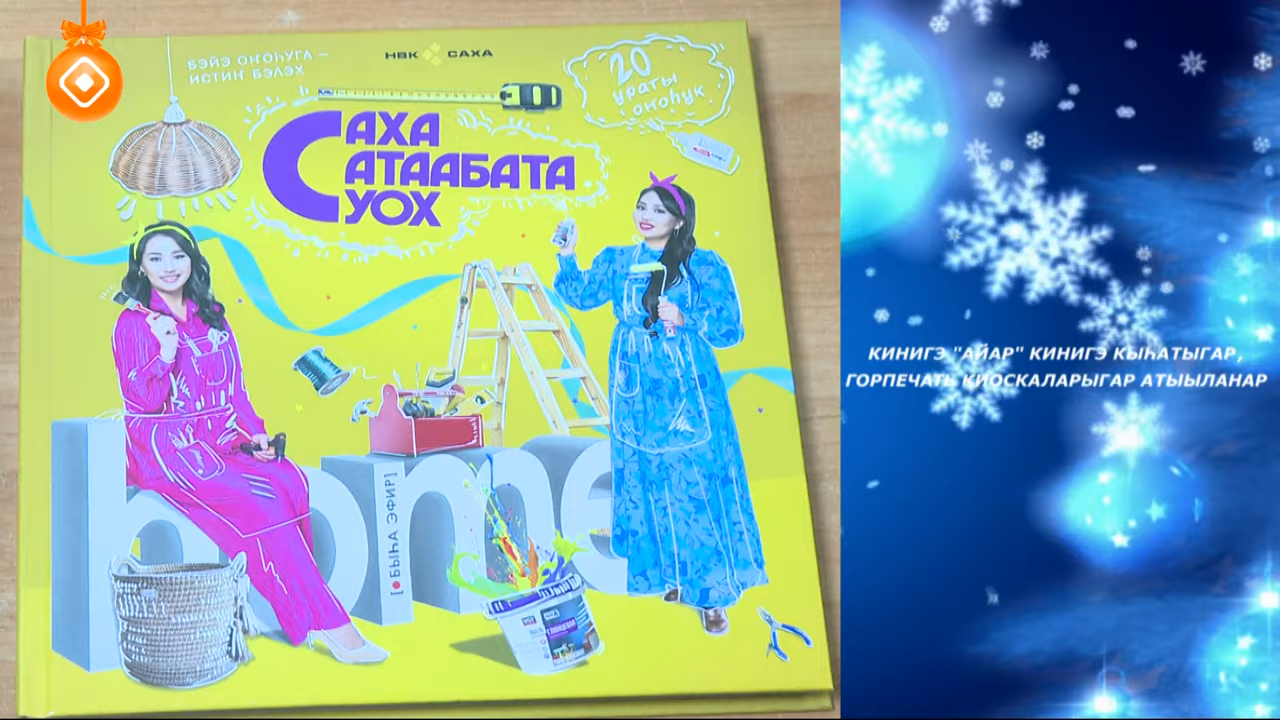 БЭЙЭ ОҤОҺУГА –
ИСТИҤ БЭЛЭХ
НВК САХА
20
ураты
оҥоһук
САХА
САТААБАТА
СУОХ
home
[•БЫҺА ЭФИР]
КИНИГЭ "АЙАР" КИНИГЭ КЫҺАТЫГАР,
ГОРПЕЧАТЬ КИОСКАЛАРЫГАР АТЫЫЛАНАР